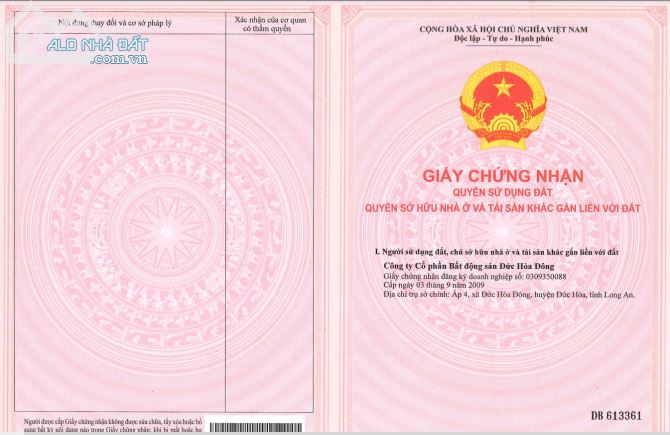 Nội dung thay đổi và cơ sở pháp lý
Xác nhận của cơ quan
có thẩm quyền
ALO NHÀ ĐẤT
.com.vn
Người được cấp Giấy chứng nhận không được sửa chữa, tẩy xóa hoặc bổ
sung bất kỳ nội dung nào trong Giấy chứng nhận; khi bị mất hoặc hư
CỘNG HÒA XÃ HỘI CHỦ NGHĨA VIỆT NAM
Độc lập - Tự do - Hạnh phúc
GIẤY CHỨNG NHẬN
QUYỀN SỬ DỤNG ĐẤT
QUYỀN SỞ HỮU NHÀ Ở VÀ TÀI SẢN KHÁC GẮN LIỀN VỚI ĐẤT
I. Người sử dụng đất, chủ sở hữu nhà ở và tài sản khác gắn liền với đất
Công ty Cổ phần Bất động sản Đức Hòa Đông
Giấy chứng nhận đăng ký doanh nghiệp số: 0309350088
Cấp ngày 03 tháng 9 năm 2009
Địa chỉ trụ sở chính: Ấp 4, xã Đức Hòa Đông, huyện Đức Hòa, tỉnh Long An.
DB 613361